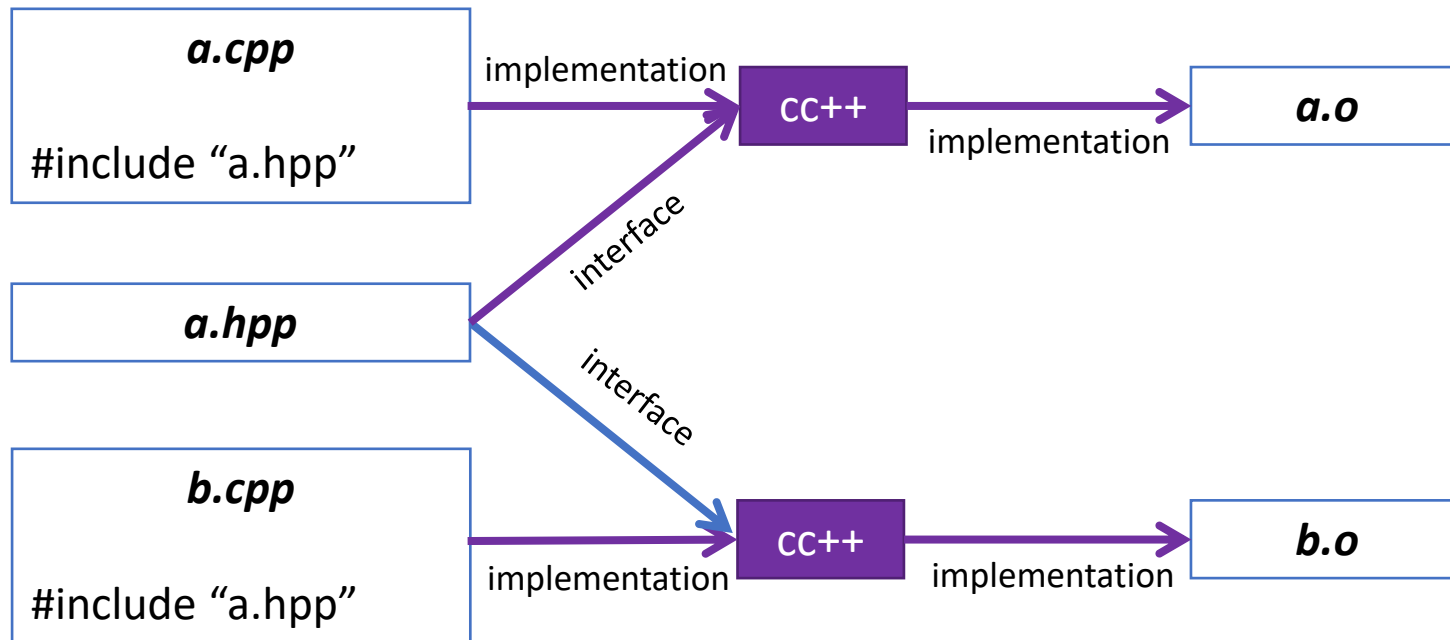 a.cpp
#include “a.hpp”
implementation
cc++
implementation
a.o
interface
a.hpp
interface
b.cpp
#include “a.hpp”
implementation
cc++
implementation
b.o